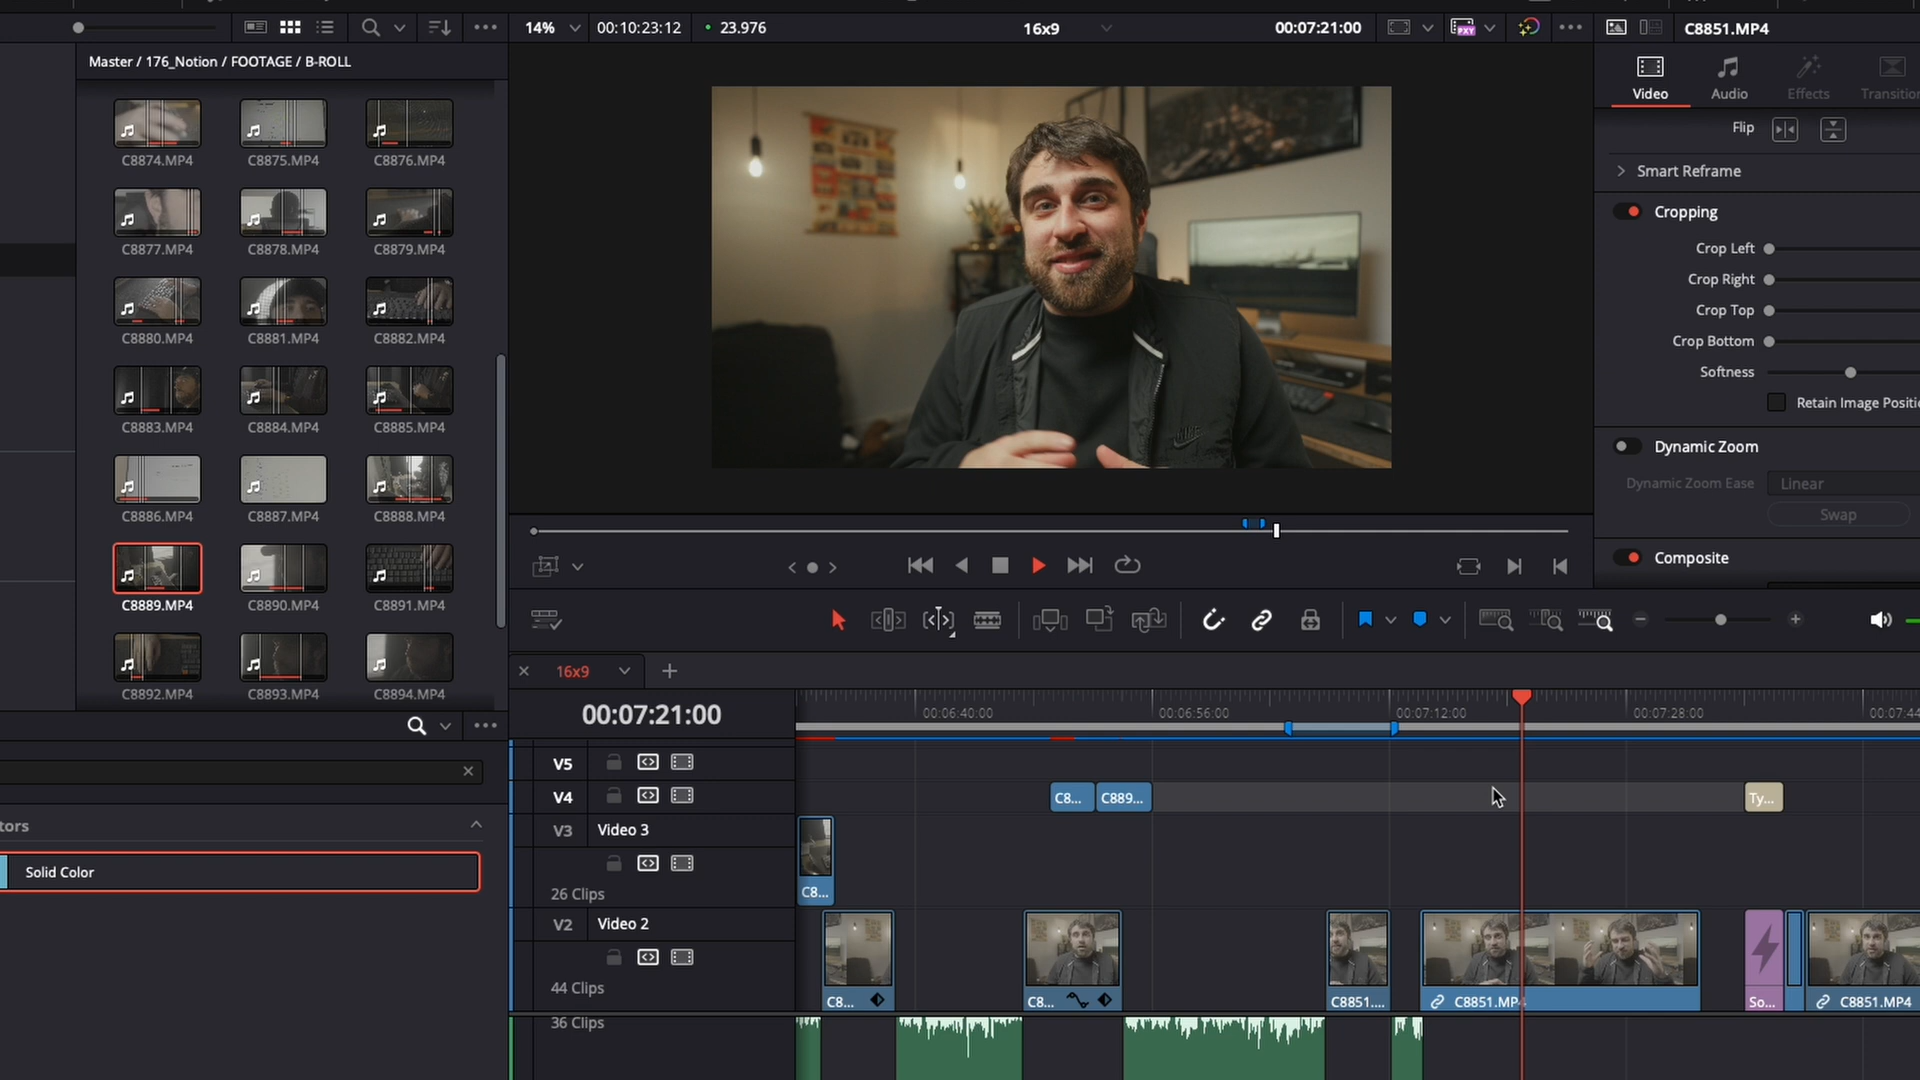 14%
00:10:23:12
23.976
16x9
00:07:21:00
PXY
C8851.MP4
Master / 176_Notion / FOOTAGE / B-ROLL
Video
Audio
Effects
Transition
Flip
Smart Reframe
Cropping
Crop Left
Crop Right
Crop Top
Crop Bottom
Softness
Retain Image Positi
Dynamic Zoom
Dynamic Zoom Ease
Linear
Swap
Composite
C8874.MP4
C8875.MP4
C8876.MP4
C8877.MP4
C8878.MP4
C8879.MP4
C8880.MP4
C8881.MP4
C8882.MP4
C8883.MP4
C8884.MP4
C8885.MP4
C8886.MP4
C8887.MP4
C8888.MP4
C8889.MP4
C8890.MP4
C8891.MP4
C8892.MP4
C8893.MP4
C8894.MP4
tors
Solid Color
16x9
00:07:21:00
00:06:40:00
00:06:56:00
00:07:12:00
00:07:28:00
00:07:44
V5
V4
C8...
C889...
Ty...
V3
Video 3
26 Clips
C8...
V2
Video 2
44 Clips
C8...
C8...
C8851....
C8851.MP4
So...
C8851.MP4
36 Clips